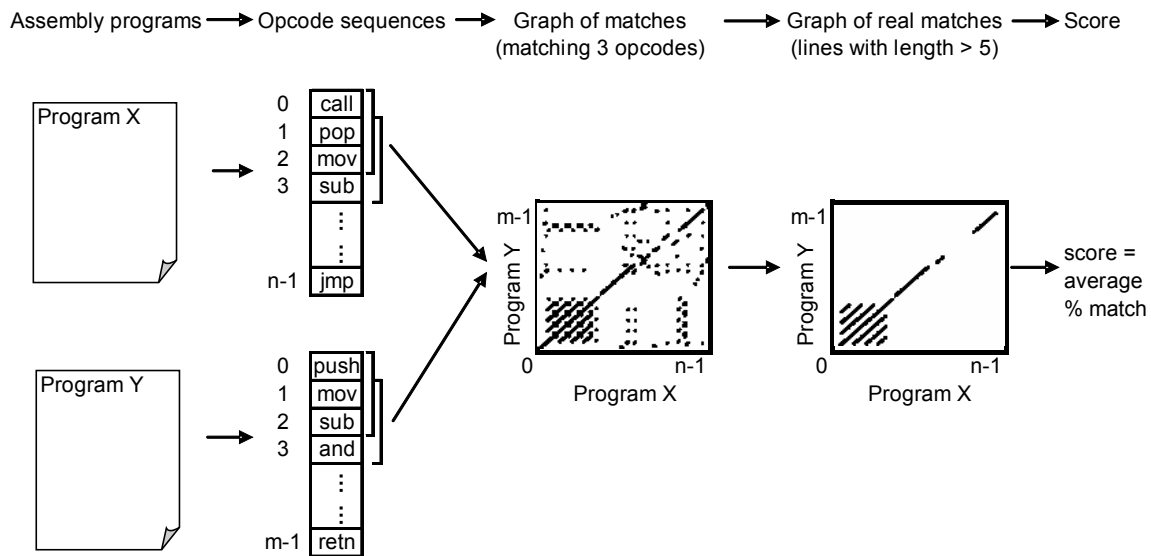 Assembly programs
Opcode sequences
Graph of matches
(matching 3 opcodes)
Graph of real matches
(lines with length > 5)
Score
Program X
0 call
1 pop
2 mov
3 sub
n-1 jmp
Program Y
0 push
1 mov
2 sub
3 and
m-1 retn
m-1
Program Y
0
n-1
Program X
m-1
Program Y
0
n-1
Program X
score =
average
% match